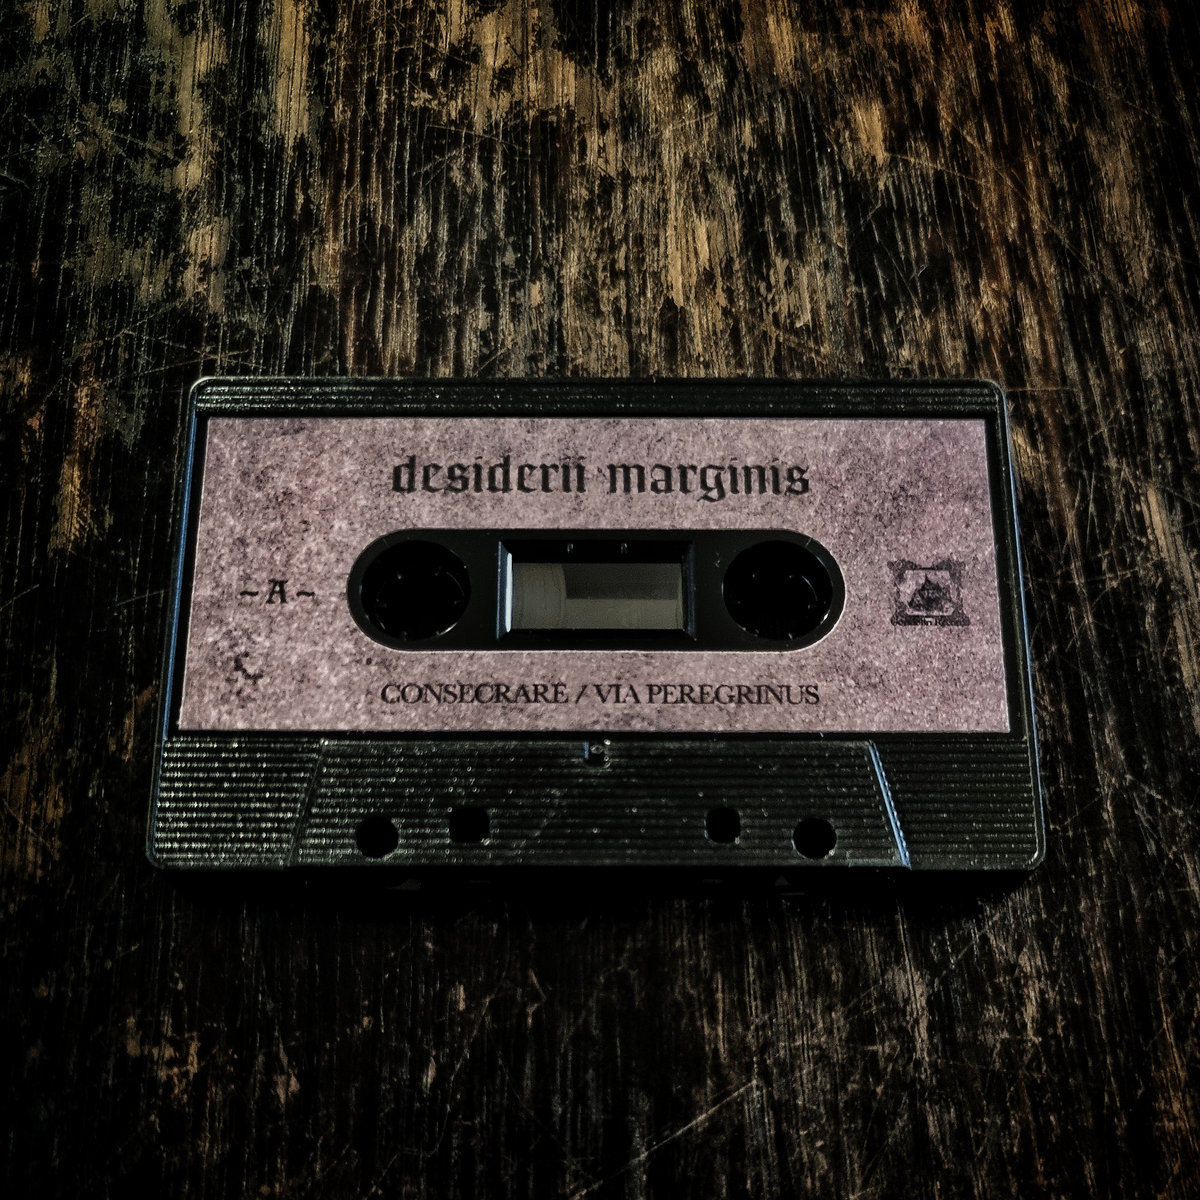 desiderii marginis
~A~
CONSECRARE / VIA PEREGRINUS